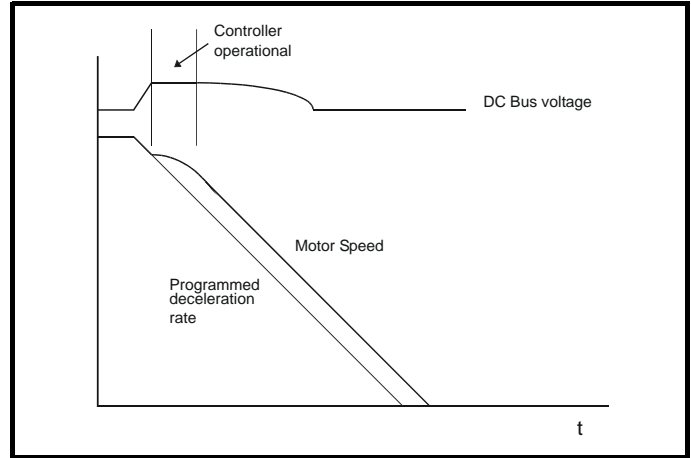 Controller
operational
DC Bus voltage
Motor Speed
Programmed
deceleration
rate
t